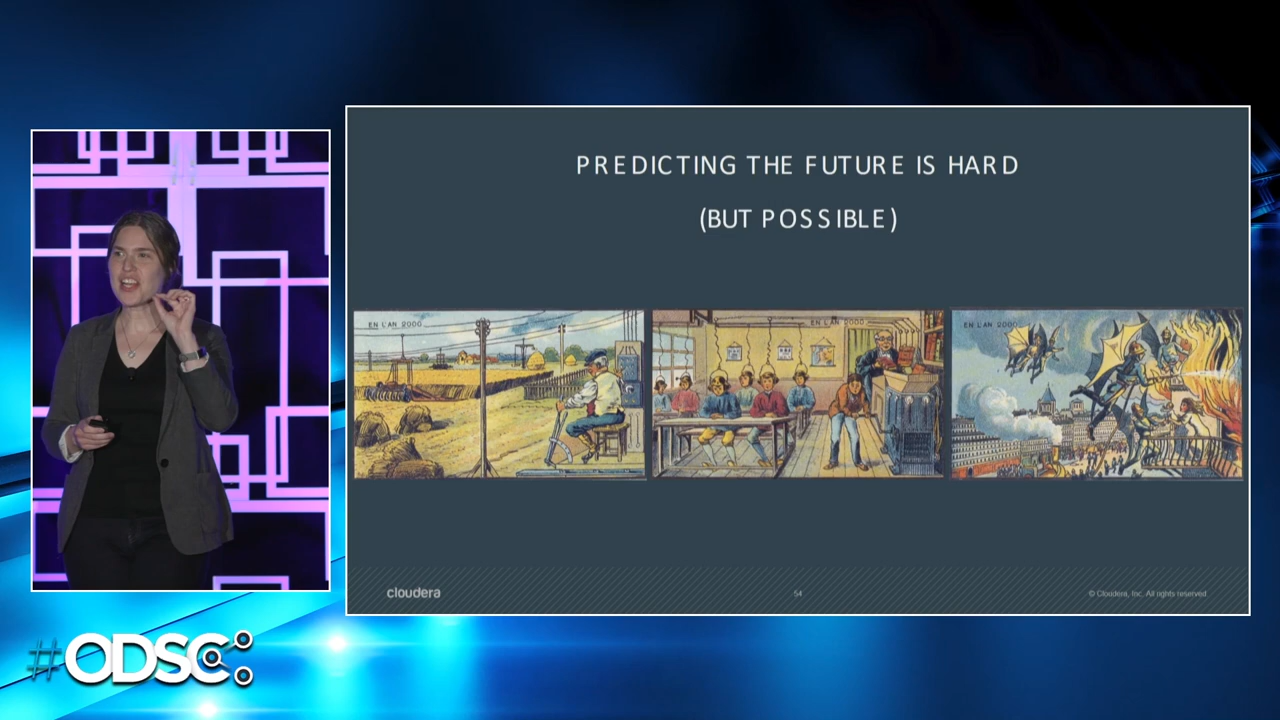 PREDICTING THE FUTURE IS HARD
(BUT POSSIBLE)
EN L'AN 2000
EN L'AN 2000
EN L'AN 2000
cloudera
54
© Cloudera, Inc. All rights reserved.
#ODSC